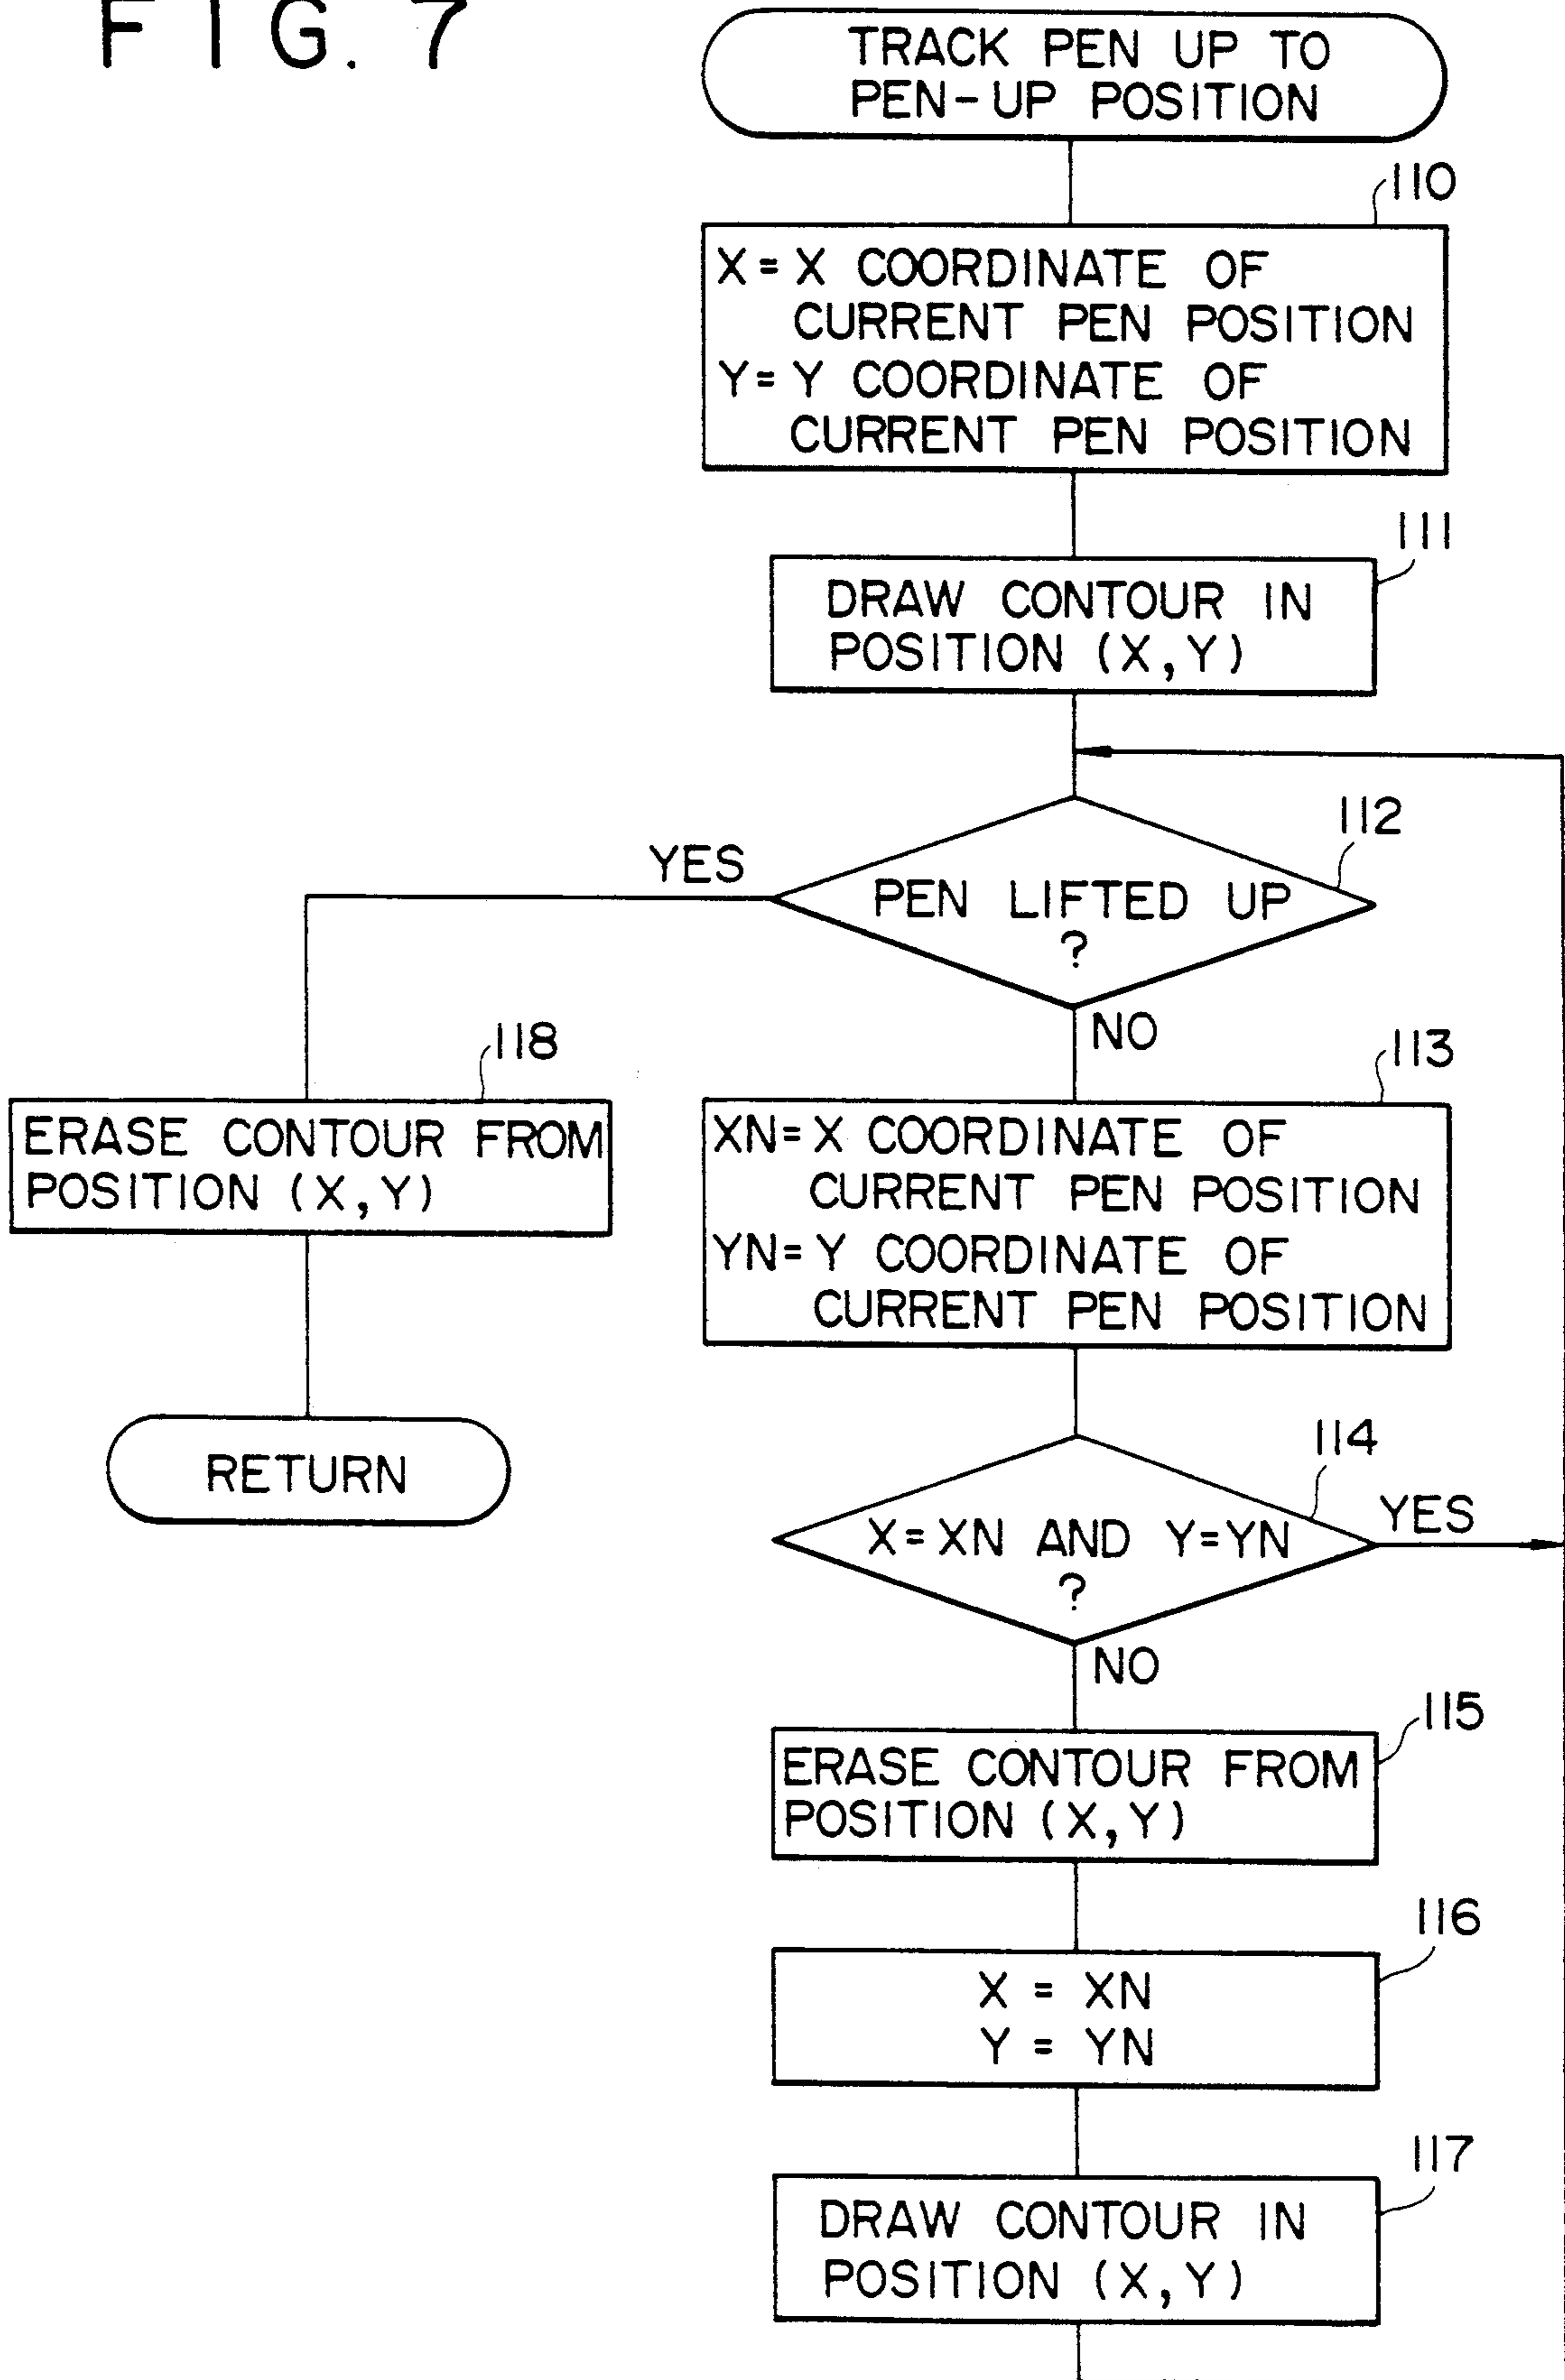 FIG. 7
TRACK PEN UP TO
PEN-UP POSITION
110
X = X COORDINATE OF
CURRENT PEN POSITION
Y = Y COORDINATE OF
CURRENT PEN POSITION
111
DRAW CONTOUR IN
POSITION (X,Y)
112
YES
PEN LIFTED UP
?
NO
118
ERASE CONTOUR FROM
POSITION (X,Y)
RETURN
113
XN = X COORDINATE OF
CURRENT PEN POSITION
YN = Y COORDINATE OF
CURRENT PEN POSITION
114
X=XN AND Y=YN
?
YES
NO
115
ERASE CONTOUR FROM
POSITION (X,Y)
116
X = XN
Y = YN
117
DRAW CONTOUR IN
POSITION (X,Y)